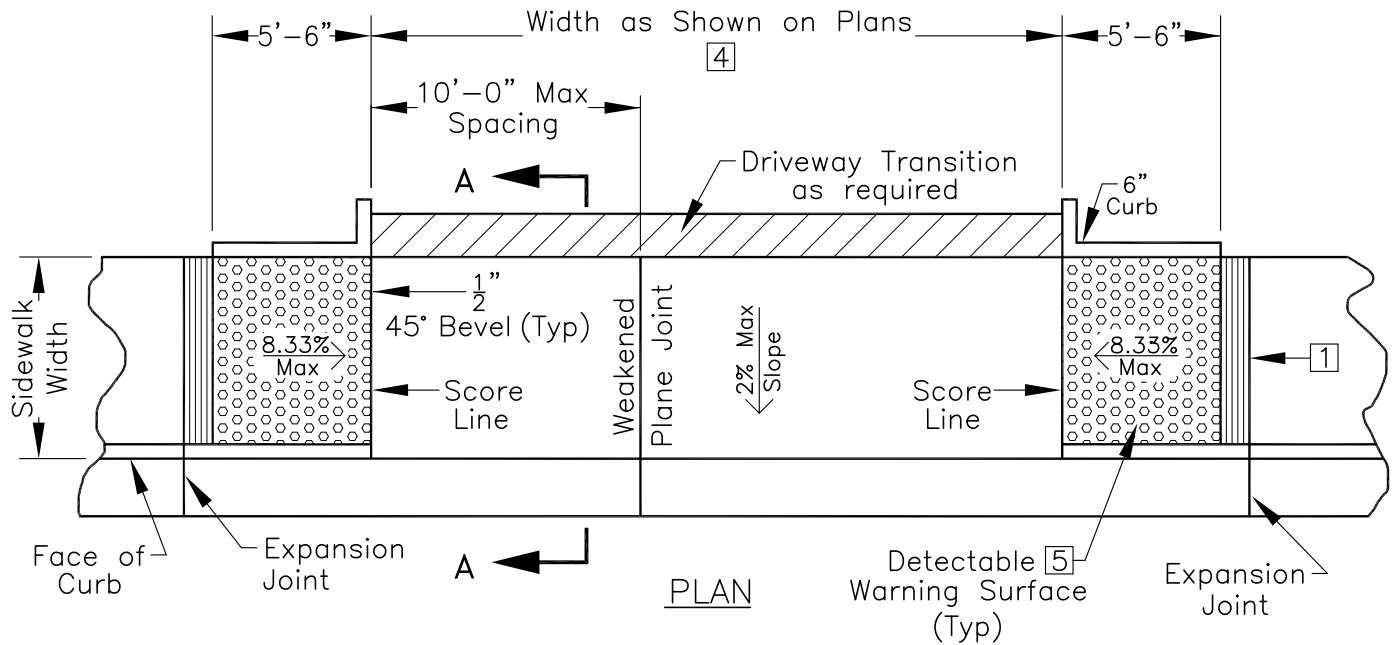 5'-6"
Width as Shown on Plans
5'-6"
4
10'-0" Max
Spacing
A
Driveway Transition
as required
6"
Curb
Sidewalk
Width
1/2"
45° Bevel (Typ)
8.33%
Max
Score
Line
Weakened
Plane Joint
2% Max
Slope
Score
Line
8.33%
Max
1
Face of
Curb
Expansion
Joint
A
PLAN
Detectable 5
Warning Surface
(Typ)
Expansion
Joint